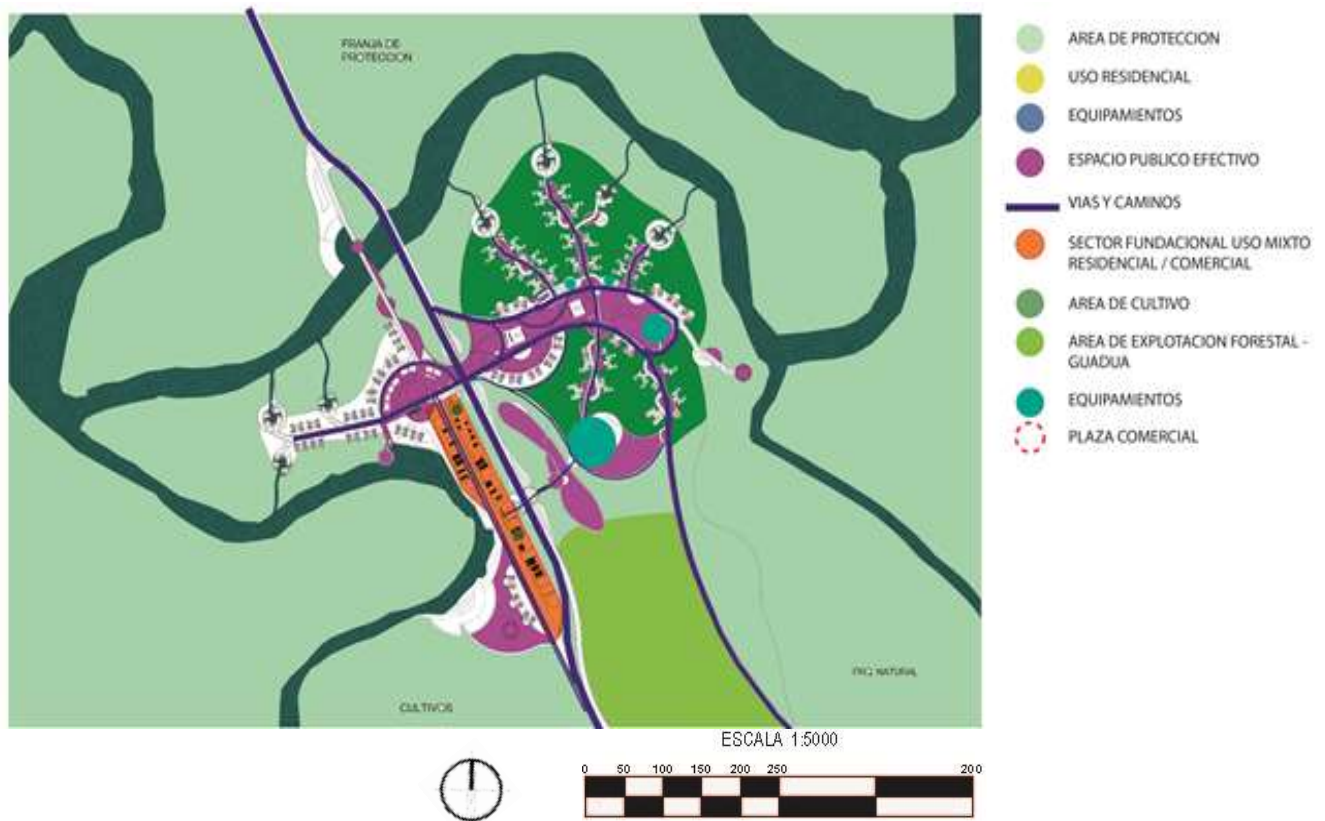 FRANJA DE
PROTECCION
AREA DE PROTECCION
USO RESIDENCIAL
EQUIPAMIENTOS
ESPACIO PUBLICO EFECTIVO
VIAS Y CAMINOS
SECTOR FUNDACIONAL USO MIXTO
RESIDENCIAL / COMERCIAL
AREA DE CULTIVO
AREA DE EXPLOTACION FORESTAL -
GUADUA
EQUIPAMIENTOS
PLAZA COMERCIAL
NATURAL
CULTIVOS
ESCALA 1:5000
0 50 100 150 200 250 200